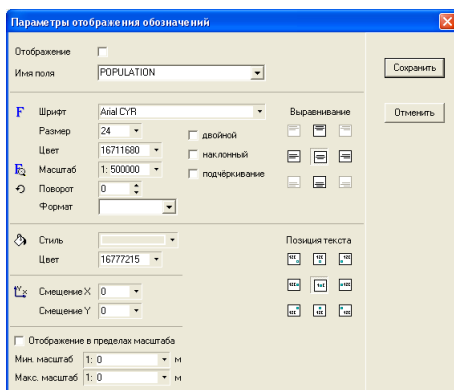 Параметры отображения обозначений
Отображение
Имя поля POPULATION
Сохранить
Отменить
F Шрифт Arial CYR
Размер 24
Цвет 16711680
Масштаб 1: 500000
Поворот 0
Формат
двойной
наклонный
подчёркивание
Выравнивание
Стиль
Цвет 16777215
Позиция текста
Смещение X 0
Смещение Y 0
Отображение в пределах масштаба
Мин. масштаб 1: 0 м
Макс. масштаб 1: 0 м